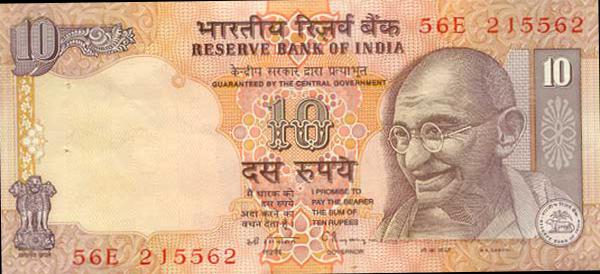 10
भारतीय रिज़र्व बैंक
56E 215562
RESERVE BANK OF INDIA
केन्द्रीय सरकार द्वारा प्रत्याभूत
GUARANTEED BY THE CENTRAL GOVERNMENT
10
10
दस रुपये
मैं धारक को
दस रुपये
अदा करने का
वचन देता हूँ
I PROMISE TO
PAY THE BEARER
THE SUM OF
TEN RUPEES
GOVERNOR
56E 215562